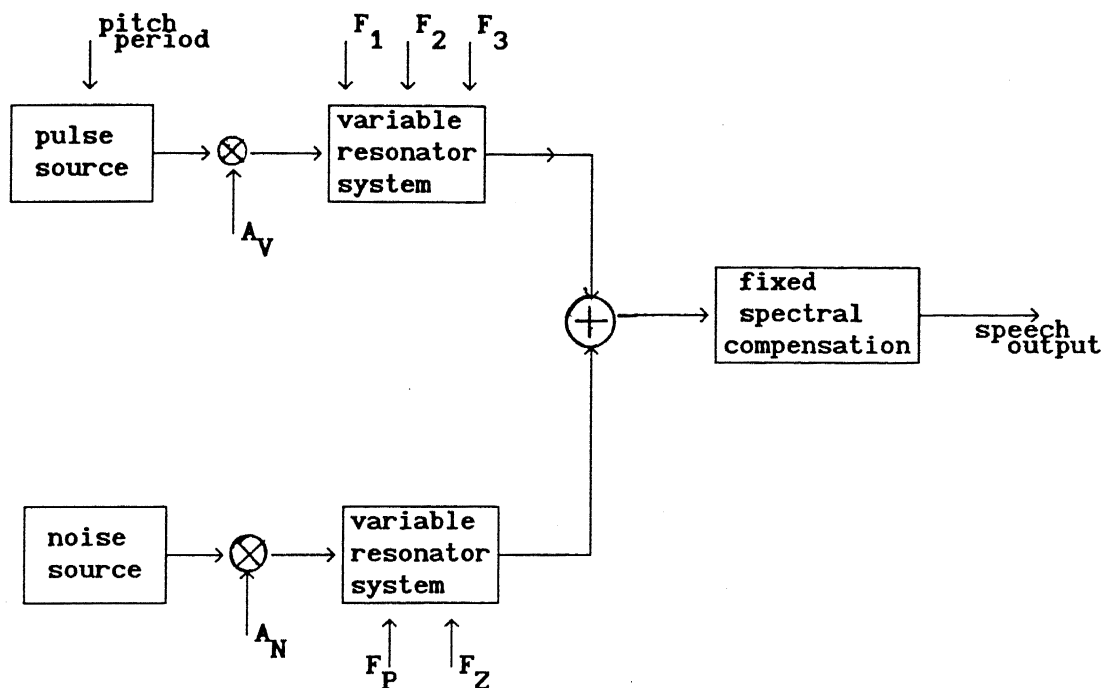 pitch
period
F1 F2 F3
pulse
source
variable
resonator
system
AV
fixed
spectral
compensation
speech
output
noise
source
variable
resonator
system
AN
FP FZ